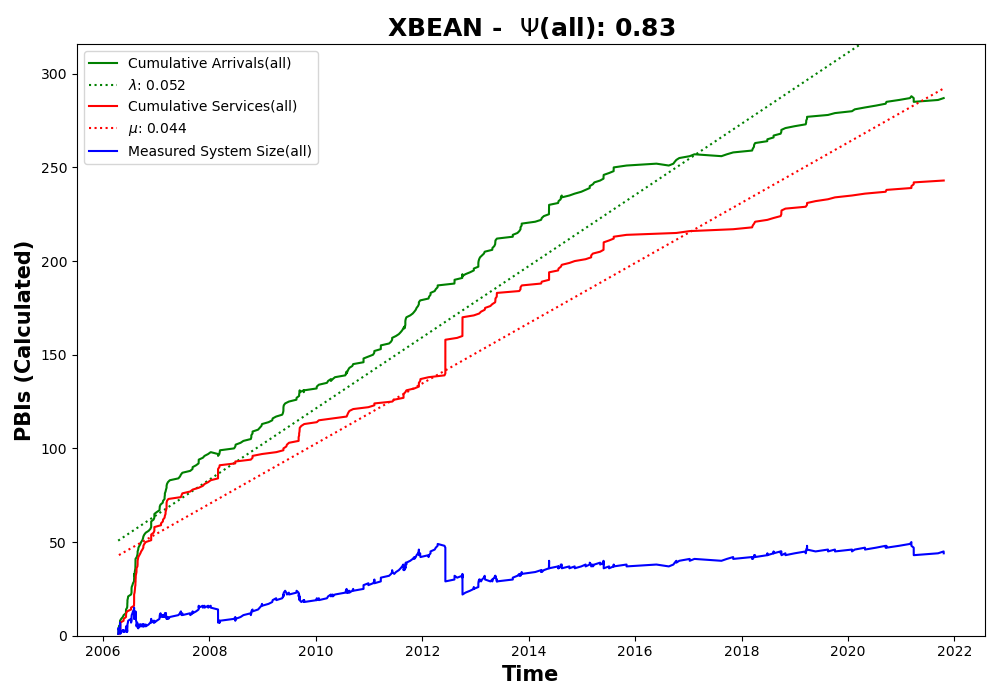 XBEAN - Ψ(all): 0.83
Cumulative Arrivals(all)
λ: 0.052
Cumulative Services(all)
μ: 0.044
Measured System Size(all)
PBIs (Calculated)
300
250
200
150
100
50
0
2006 2008 2010 2012 2014 2016 2018 2020 2022
Time